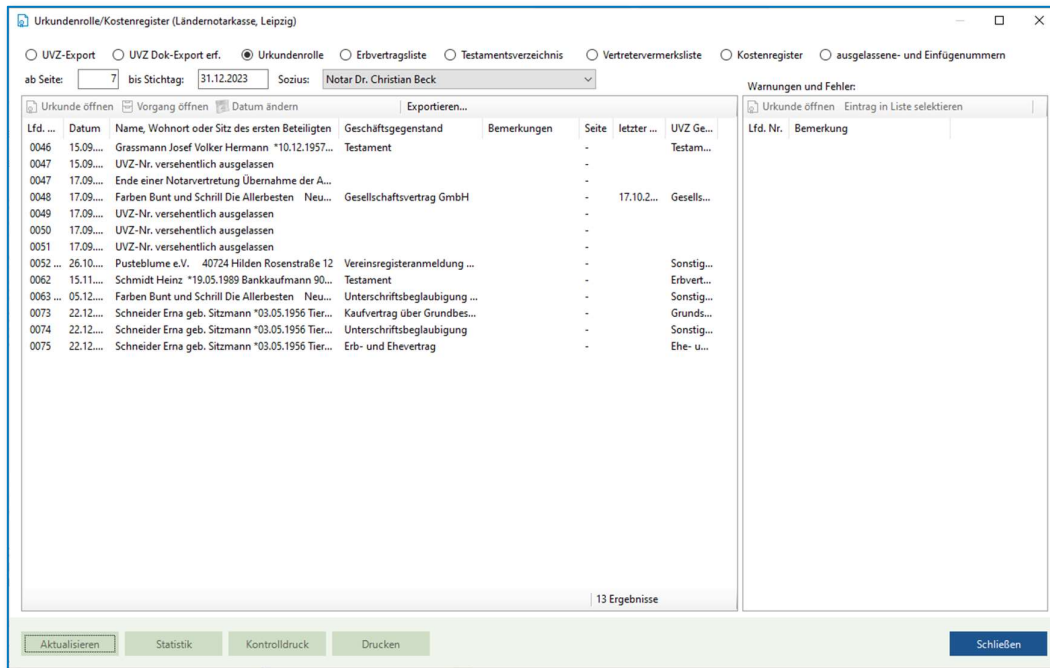 Urkundenrolle/Kostenregister (Ländernotarkasse, Leipzig)
UVZ-Export UVZ Dok-Export erf. Urkundenrolle Erbvertragsliste Testamentsverzeichnis Vertretervermerksliste Kostenregister ausgelassene- und Einfügenummern
ab Seite: 7 bis Stichtag: 31.12.2023 Sozius: Notar Dr. Christian Beck
Warnungen und Fehler:
Urkunde öffnen Vorgang öffnen Datum ändern Exportieren... Urkunde öffnen Eintrag in Liste selektieren
Lfd. ... Datum Name, Wohnort oder Sitz des ersten Beteiligten Geschäftsgegenstand Bemerkungen Seite letzter ... UVZ Ge... Lfd. Nr. Bemerkung
0046 15.09.... Grassmann Josef Volker Hermann *10.12.1957... Testament - Testam...
0047 15.09.... UVZ-Nr. versehentlich ausgelassen -
0047 17.09.... Ende einer Notarvertretung Übernahme der A... -
0048 17.09.... Farben Bunt und Schrill Die Allerbesten Neu... Gesellschaftsvertrag GmbH - 17.10.2... Gesells...
0049 17.09.... UVZ-Nr. versehentlich ausgelassen -
0050 17.09.... UVZ-Nr. versehentlich ausgelassen -
0051 17.09.... UVZ-Nr. versehentlich ausgelassen -
0052 ... 26.10.... Pusteblume e.V. 40724 Hilden Rosenstraße 12 Vereinsregisteranmeldung ... - Sonstig...
0062 15.11.... Schmidt Heinz *19.05.1989 Bankkaufmann 90... Testament - Erbvert...
0063 ... 05.12.... Farben Bunt und Schrill Die Allerbesten Neu... Unterschriftsbeglaubigung ... - Sonstig...
0073 22.12.... Schneider Erna geb. Sitzmann *03.05.1956 Tier... Kaufvertrag über Grundbes... - Grunds...
0074 22.12.... Schneider Erna geb. Sitzmann *03.05.1956 Tier... Unterschriftsbeglaubigung - Sonstig...
0075 22.12.... Schneider Erna geb. Sitzmann *03.05.1956 Tier... Erb- und Ehevertrag - Ehe- u...
13 Ergebnisse
Aktualisieren Statistik Kontrolldruck Drucken Schließen